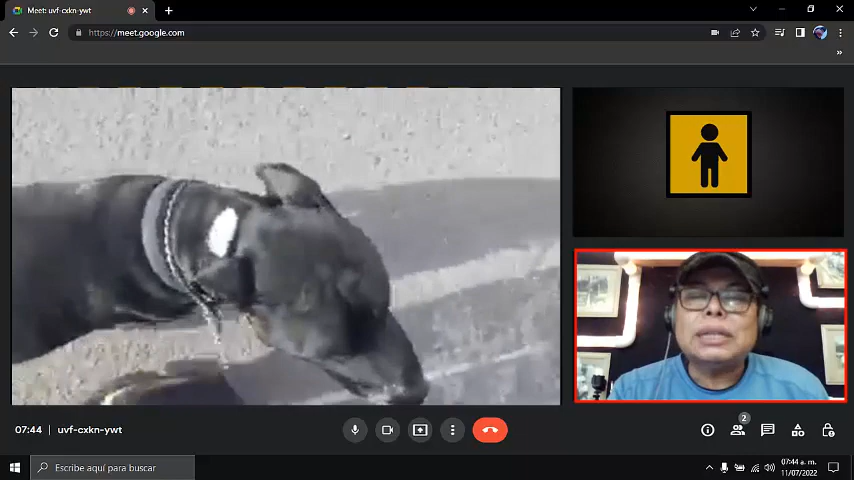 Meet: uvf-cxkn-ywt
https://meet.google.com
2
07:44 | uvf-cxkn-ywt
Escribe aquí para buscar
07:44 a. m.
11/07/2022